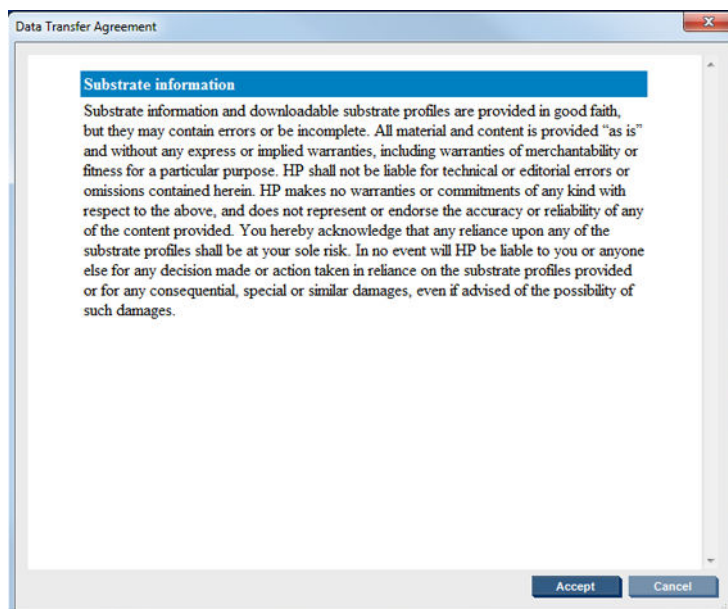 Data Transfer Agreement
Substrate information
Substrate information and downloadable substrate profiles are provided in good faith,
but they may contain errors or be incomplete. All material and content is provided “as is”
and without any express or implied warranties, including warranties of merchantability or
fitness for a particular purpose. HP shall not be liable for technical or editorial errors or
omissions contained herein. HP makes no warranties or commitments of any kind with
respect to the above, and does not represent or endorse the accuracy or reliability of any
of the content provided. You hereby acknowledge that any reliance upon any of the
substrate profiles shall be at your sole risk. In no event will HP be liable to you or anyone
else for any decision made or action taken in reliance on the substrate profiles provided
or for any consequential, special or similar damages, even if advised of the possibility of
such damages.
Accept Cancel